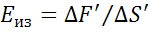 Eиз = ΔF′/ΔS′